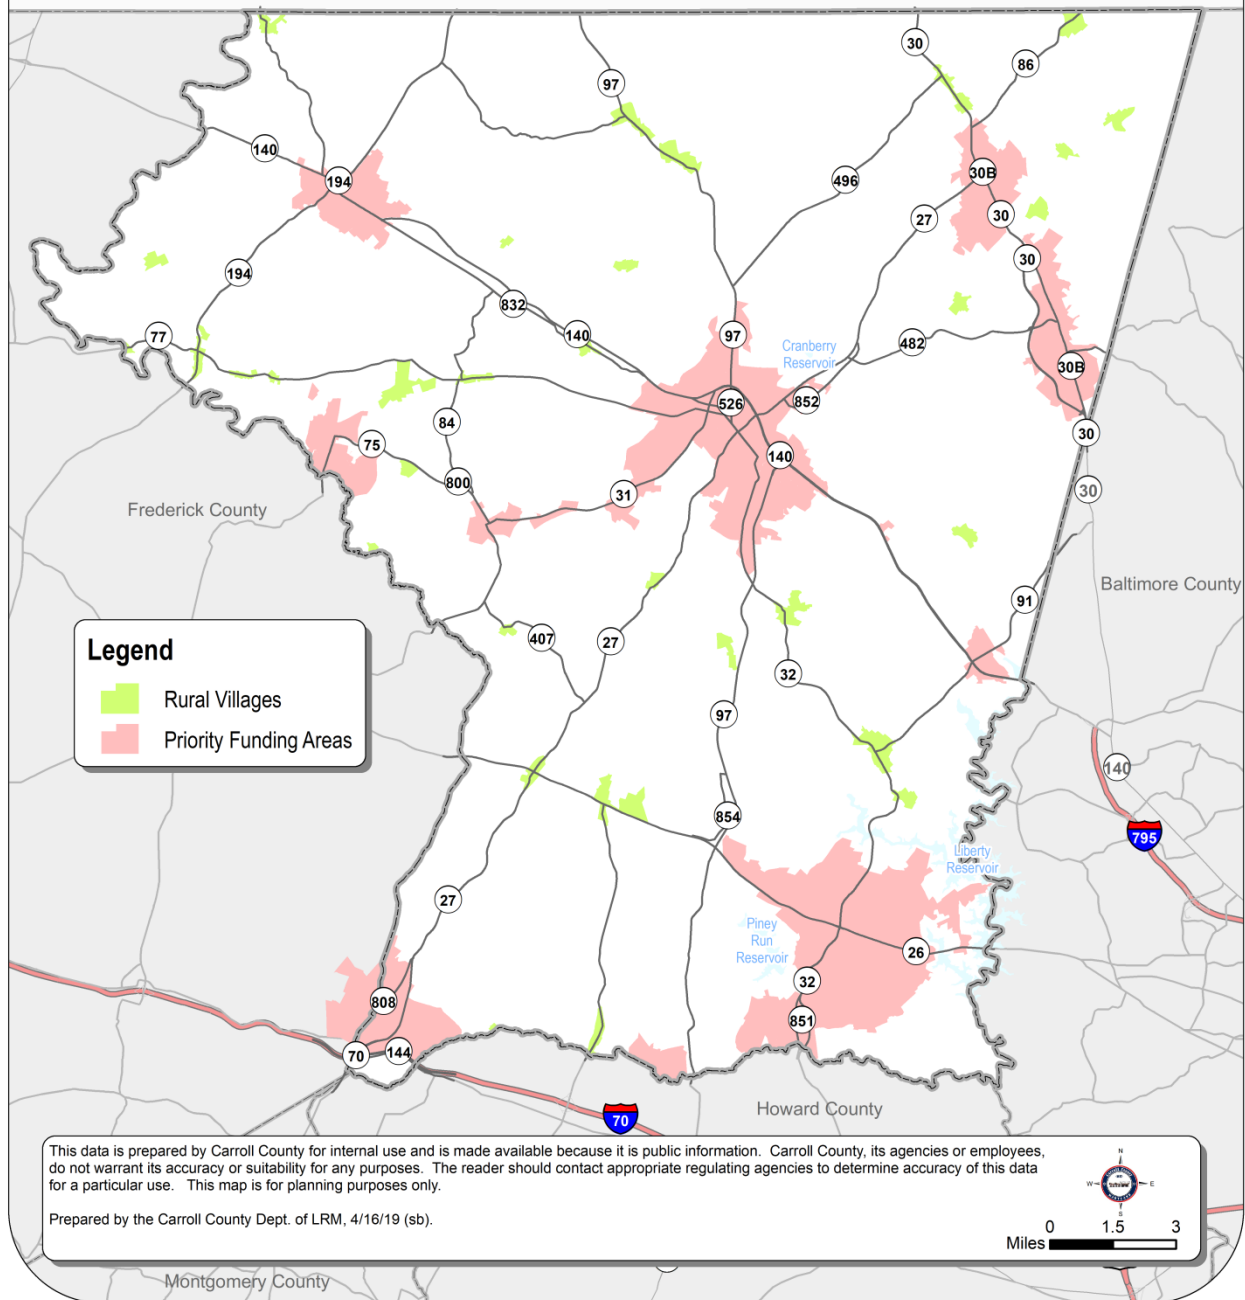 30
86
97
140
194
496
30B
27
30
30
194
832
140
77
97
482
Cranberry
Reservoir
30B
526
852
84
75
30
140
800
31
30
Frederick County
Baltimore County
91
Legend
Rural Villages
Priority Funding Areas
407
27
32
97
140
854
795
Liberty
Reservoir
27
Piney
Run
Reservoir
26
32
808
851
70
144
Howard County
70
This data is prepared by Carroll County for internal use and is made available because it is public information.  Carroll County, its agencies or employees,
do not warrant its accuracy or suitability for any purposes.  The reader should contact appropriate regulating agencies to determine accuracy of this data
for a particular use.   This map is for planning purposes only.
Prepared by the Carroll County Dept. of LRM, 4/16/19 (sb).
N
W
E
S
0 1.5 3
Miles
Montgomery County